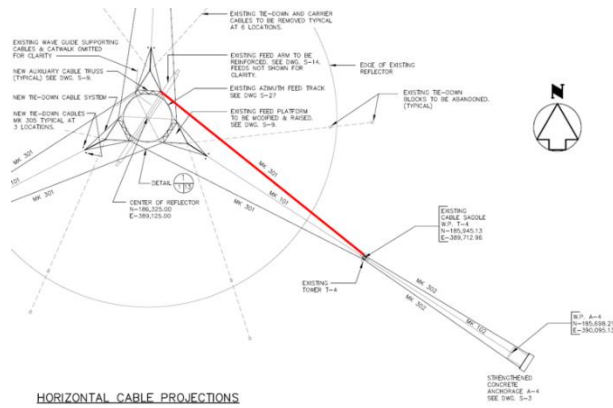 EXISTING TIE-DOWN AND CARRIER
CABLES TO BE REMOVED TYPICAL
AT 6 LOCATIONS.
EXISTING WAVE GUIDE SUPPORTING
CABLES & CATWALK OMITTED
FOR CLARITY
NEW AUXILIARY CABLE TRUSS
(TYPICAL) SEE DWG. S-9.
NEW TIE-DOWN CABLE SYSTEM
NEW TIE-DOWN CABLES
MK 305 TYPICAL AT
3 LOCATIONS.
EXISTING FEED ARM TO BE
REINFORCED. SEE DWG. S-14.
FEEDS NOT SHOWN FOR
CLARITY.
EXISTING AZIMUTH FEED TRACK
SEE DWG S-27
EXISTING FEED PLATFORM
TO BE MODIFIED & RAISED.
SEE DWG. S-9.
EDGE OF EXISTING
REFLECTOR
EXISTING TIE-DOWN
BLOCKS TO BE ABANDONED.
(TYPICAL)
N
MK 301
101
MK 301
DETAIL
1
CENTER OF REFLECTOR
N-186,325.00
E-389,125.00
MK 301
MK 101
MK 301
EXISTING
CABLE SADDLE
W.P. T-4
N-185,945.13
E-389,712.96
EXISTING
TOWER T-4
MK 302
MK 302
MK 102
W.P. A-4
N-185,698.21
E-390,095.13
STRENGTHENED
CONCRETE
ANCHORAGE A-4
SEE DWG. S-3
HORIZONTAL CABLE PROJECTIONS